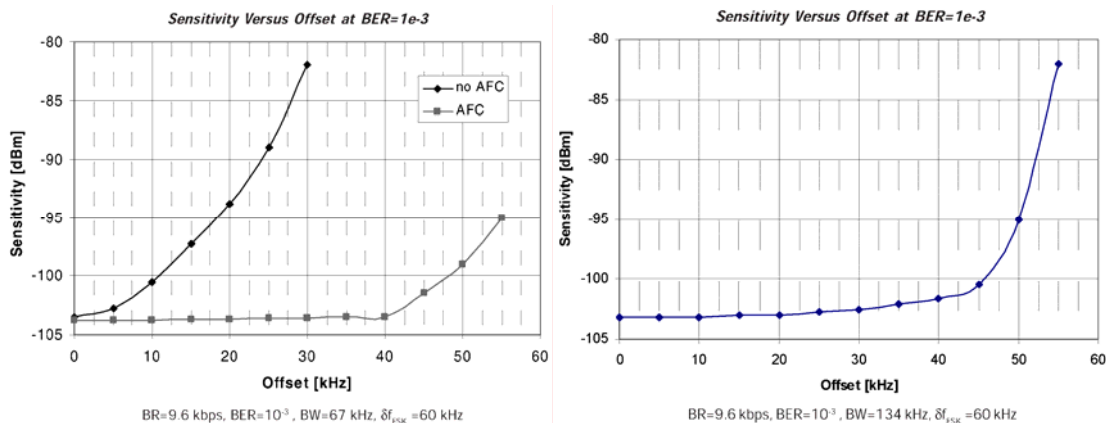 Sensitivity Versus Offset at BER=1e-3
-80
-85
-90
-95
-100
-105
Sensitivity [dBm]
no AFC
AFC
0 10 20 30 40 50 60
Offset [kHz]
BR=9.6 kbps, BER=10⁻³ , BW=67 kHz, δf_FSK =60 kHz
Sensitivity Versus Offset at BER=1e-3
-80
-85
-90
-95
-100
-105
Sensitivity [dBm]
0 10 20 30 40 50 60
Offset [kHz]
BR=9.6 kbps, BER=10⁻³ , BW=134 kHz, δf_FSK =60 kHz